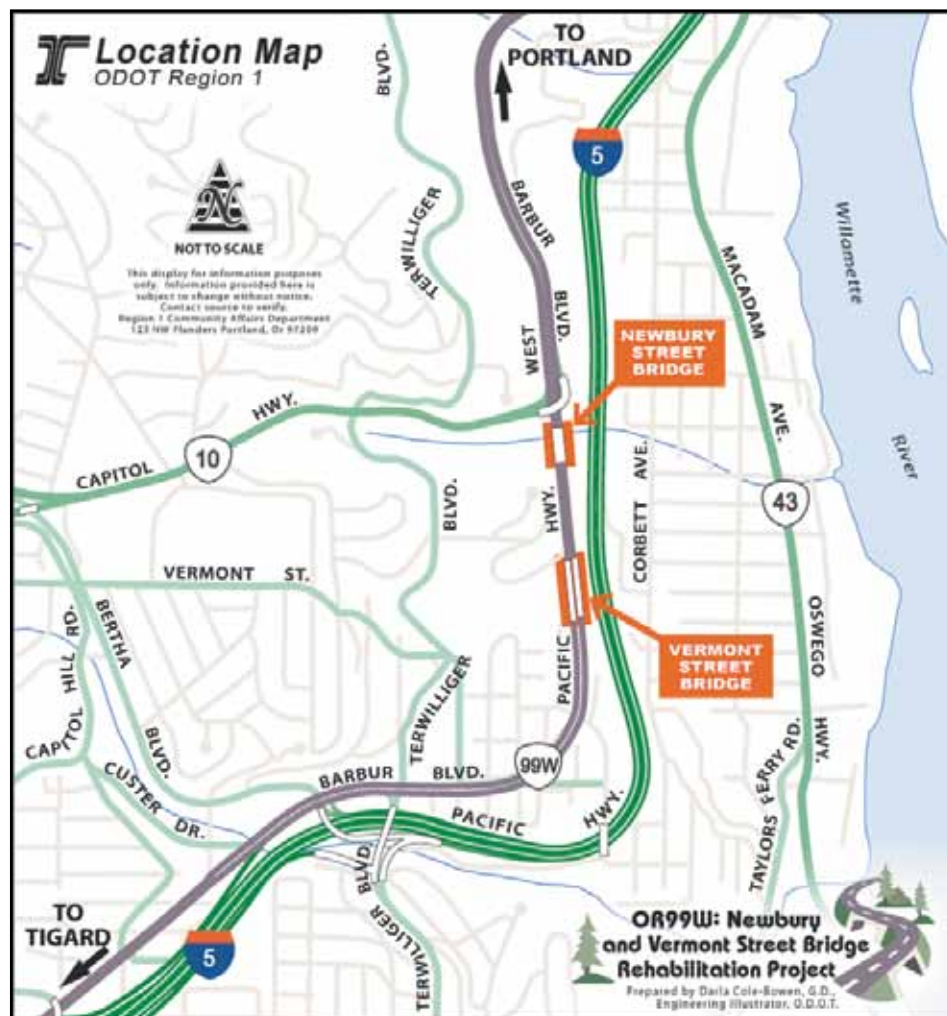 Location Map
ODOT Region 1
TO
PORTLAND
BLVD.
5
N
NOT TO SCALE
This display for information purposes
only. Information provided here is
subject to change without notice.
Contact source to verify.
Region 1 Community Affairs Department
123 NW Flanders Portland, Or 97209
TERWILLIGER
BARBUR
BLVD.
MACADAM
AVE.
Willamette
River
WEST
NEWBURY
STREET
BRIDGE
HWY.
10
CAPITOL
BLVD.
HWY.
CORBETT AVE.
43
VERMONT ST.
BERTHA
BLVD.
CAPITOL HILL RD.
PACIFIC
VERMONT
STREET
BRIDGE
OSWEGO
HWY.
TERWILLIGER
99W
BARBUR BLVD.
TAYLORS FERRY RD.
CUSTER DR.
PACIFIC
HWY.
BLVD.
TERWILLIGER
BLVD
TERWILLIGER
TO
TIGARD
5
OR99W: Newbury
and Vermont Street Bridge
Rehabilitation Project
Prepared by Darla Cole-Bowen, G.D.,
Engineering Illustrator, O.D.O.T.